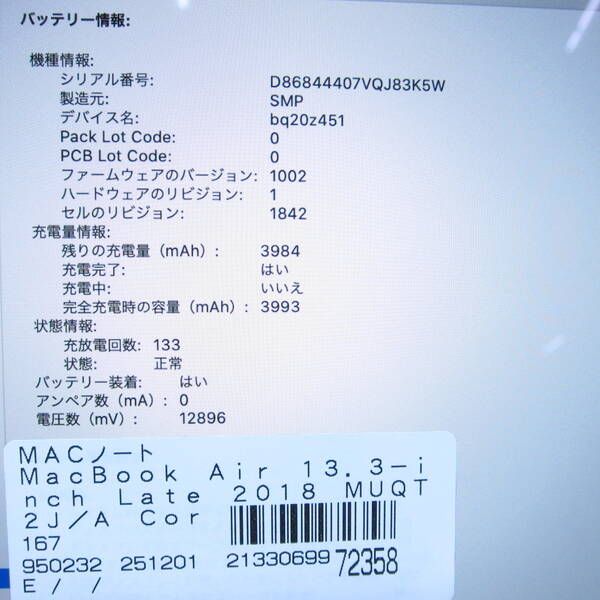 バッテリー情報:
機種情報:
シリアル番号: D86844407VQJ83K5W
製造元: SMP
デバイス名: bq20z451
Pack Lot Code: 0
PCB Lot Code: 0
ファームウェアのバージョン: 1002
ハードウェアのリビジョン: 1
セルのリビジョン: 1842
充電量情報:
残りの充電量（mAh）: 3984
充電完了: はい
充電中: いいえ
完全充電時の容量（mAh）: 3993
状態情報:
充放電回数: 133
状態: 正常
バッテリー装着: はい
アンペア数（mA）: 0
電圧数（mV）: 12896
MACノート
MacBook Air 13.3-i
nch Late 2018 MUQT
2J/A Cor
167
950232 251201 21330699 72358
E / /